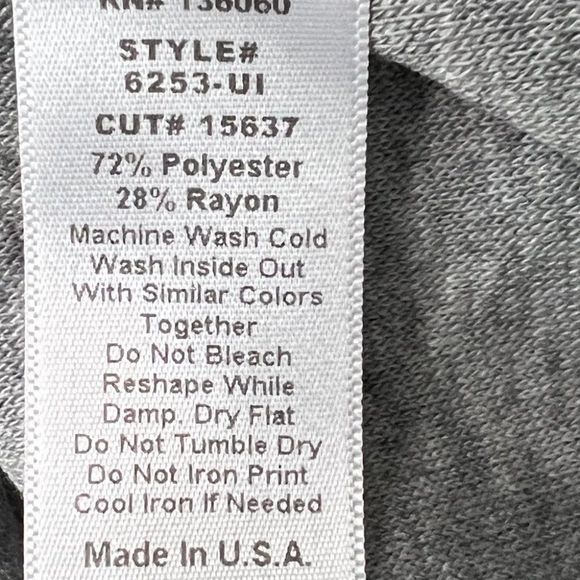 RN# 136060
STYLE#
6253-UI
CUT# 15637
72% Polyester
28% Rayon
Machine Wash Cold
Wash Inside Out
With Similar Colors
Together
Do Not Bleach
Reshape While
Damp. Dry Flat
Do Not Tumble Dry
Do Not Iron Print
Cool Iron If Needed
Made In U.S.A.